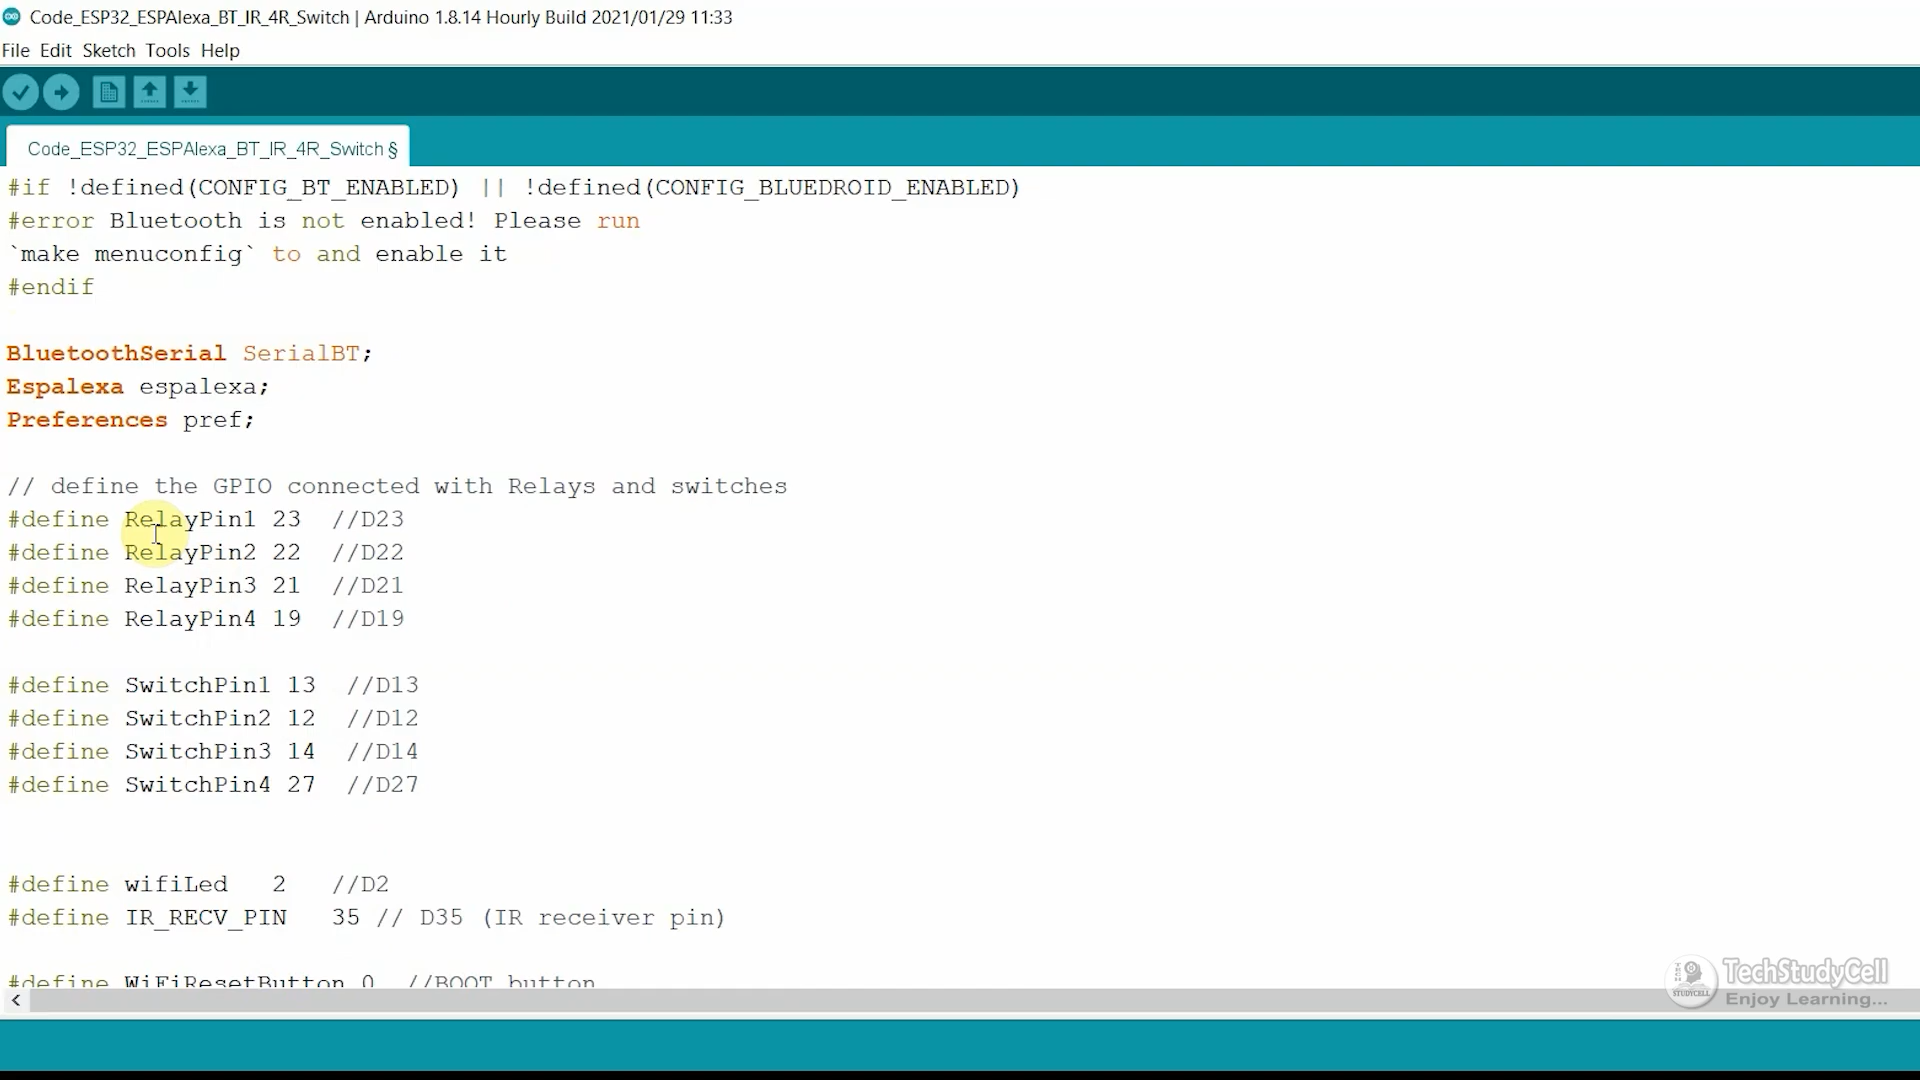 Code_ESP32_ESPAlexa_BT_IR_4R_Switch | Arduino 1.8.14 Hourly Build 2021/01/29 11:33
File Edit Sketch Tools Help
Code_ESP32_ESPAlexa_BT_IR_4R_Switch §
#if !defined(CONFIG_BT_ENABLED) || !defined(CONFIG_BLUEDROID_ENABLED)
#error Bluetooth is not enabled! Please run
`make menuconfig` to and enable it
#endif
BluetoothSerial SerialBT;
Espalexa espalexa;
Preferences pref;
// define the GPIO connected with Relays and switches
#define RelayPin1 23  //D23
#define RelayPin2 22  //D22
#define RelayPin3 21  //D21
#define RelayPin4 19  //D19
#define SwitchPin1 13  //D13
#define SwitchPin2 12  //D12
#define SwitchPin3 14  //D14
#define SwitchPin4 27  //D27
#define wifiLed   2   //D2
#define IR_RECV_PIN   35 // D35 (IR receiver pin)
#define WiFiResetButton 0  //BOOT button
TECH
STUDYCELL
TechStudyCell
Enjoy Learning...